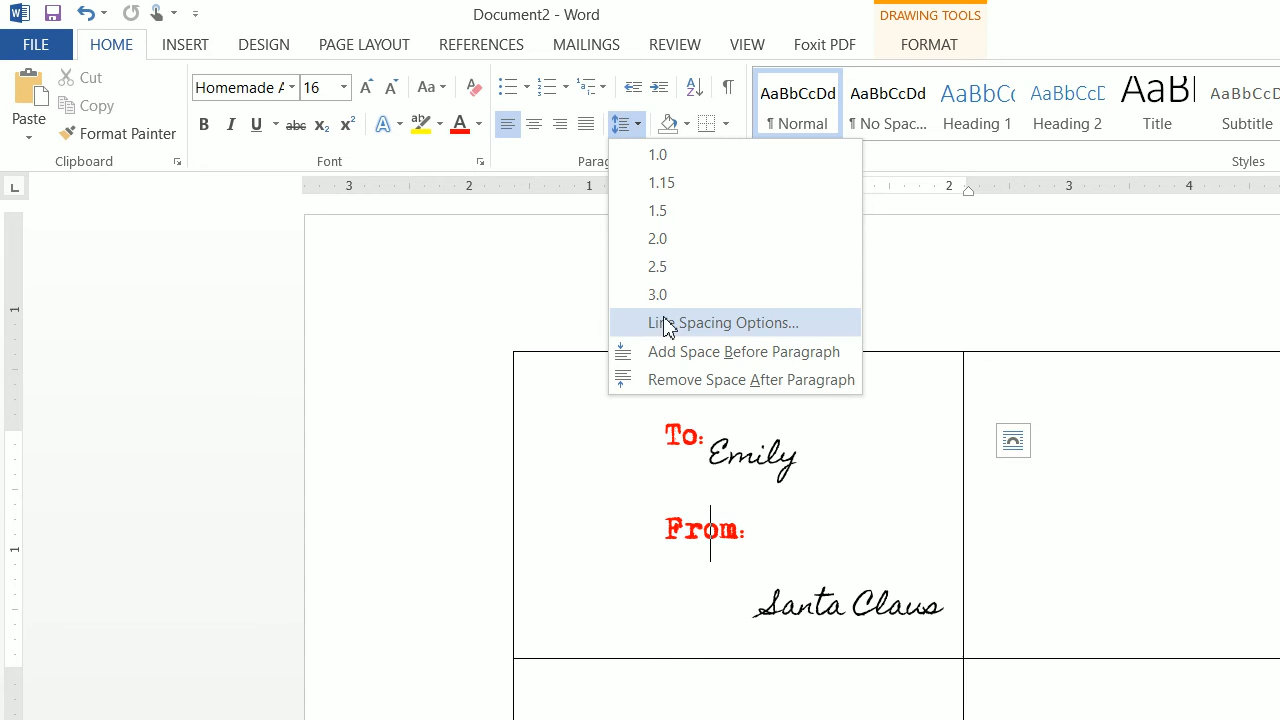 Document2 - Word
DRAWING TOOLS
FILE HOME INSERT DESIGN PAGE LAYOUT REFERENCES MAILINGS REVIEW VIEW Foxit PDF FORMAT
Paste
Cut
Copy
Format Painter
Clipboard
Homemade A 16 Aa
B I U abc x₂ x² A ab A
Font
AaBbCcDd AaBbCcDd AaBbCc AaBbCcD AaB AaBbCcD
¶ Normal ¶ No Spac... Heading 1 Heading 2 Title Subtitle
Styles
3 2 1 2 3 4
1.0
1.15
1.5
2.0
2.5
3.0
Spacing Options...
Add Space Before Paragraph
Remove Space After Paragraph
1
To:
Emily
From:
1
Santa Claus